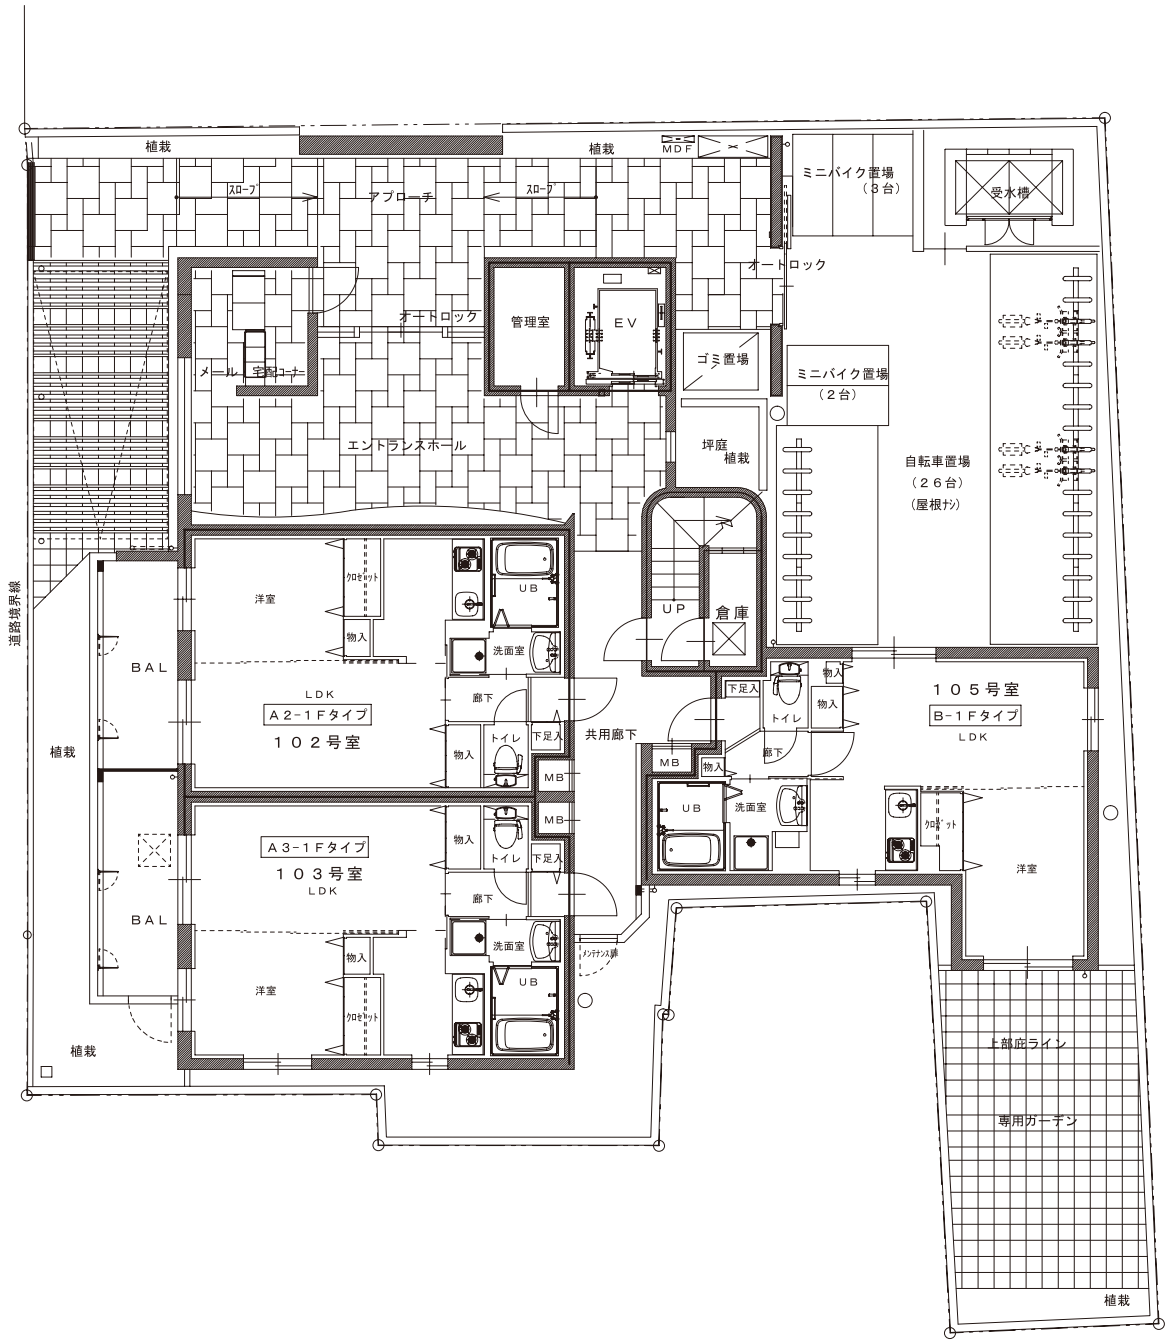 植栽
植栽
MDF
ミニバイク置場
（３台）
受水槽
ｽﾛｰﾌﾟ
アプローチ
ｽﾛｰﾌﾟ
オートロック
オートロック
管理室
EV
ゴミ置場
メール
宅配ｺｰﾅｰ
ミニバイク置場
（２台）
エントランスホール
坪庭
植栽
自転車置場
（２６台）
（屋根ﾅｼ）
道路境界線
洋室
ｸﾛｾﾞｯﾄ
UB
UP
倉庫
物入
洗面室
BAL
LDK
A2-1Fタイプ
102号室
廊下
下足入
トイレ
物入
MB
共用廊下
植栽
下足入
トイレ
物入
物入
105号室
B-1Fタイプ
LDK
廊下
MB
物入
UB
洗面室
ｸﾛｾﾞｯﾄ
洋室
A3-1Fタイプ
103号室
LDK
物入
トイレ
MB
下足入
廊下
BAL
洗面室
物入
洋室
ｸﾛｾﾞｯﾄ
UB
ﾒﾝﾃﾅﾝｽ扉
植栽
上部庇ライン
専用ガーデン
植栽